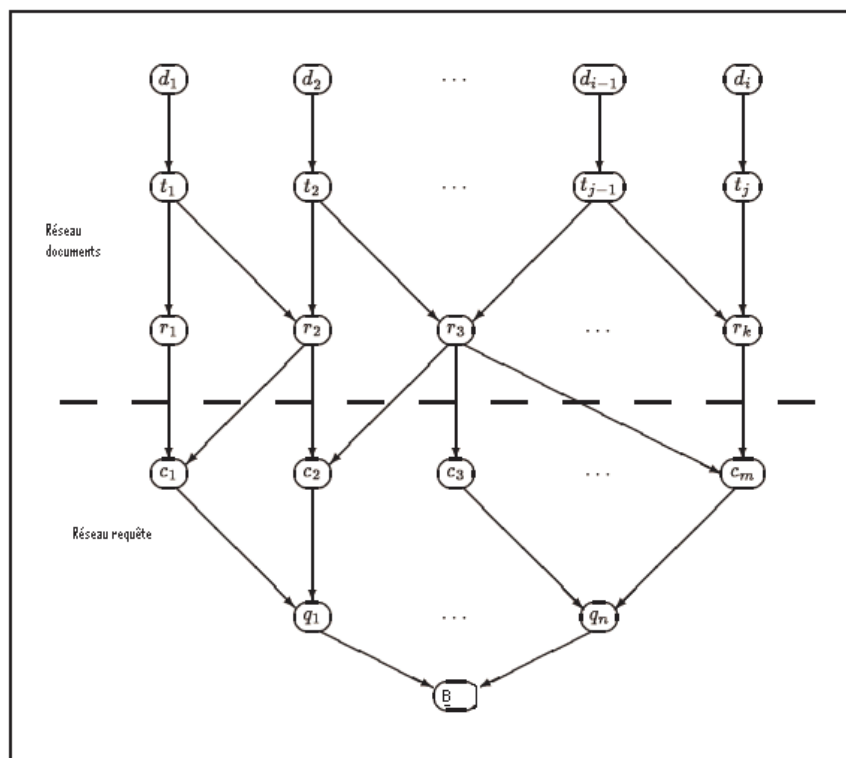 d₁ d₂ ... dᵢ₋₁ dᵢ
t₁ t₂ ... tⱼ₋₁ tⱼ
Réseau
documents
r₁ r₂ r₃ ... rₖ
c₁ c₂ c₃ ... cₘ
Réseau requête
q₁ ... qₙ
B